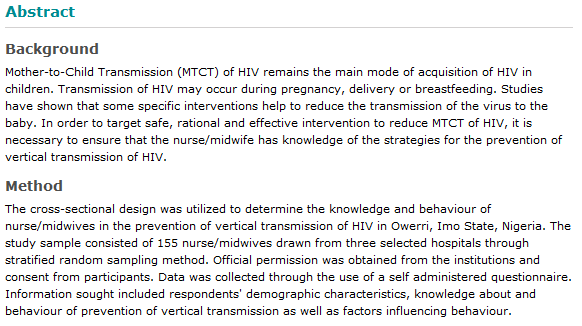 Abstract
Background
Mother-to-Child Transmission (MTCT) of HIV remains the main mode of acquisition of HIV in
children. Transmission of HIV may occur during pregnancy, delivery or breastfeeding. Studies
have shown that some specific interventions help to reduce the transmission of the virus to the
baby. In order to target safe, rational and effective intervention to reduce MTCT of HIV, it is
necessary to ensure that the nurse/midwife has knowledge of the strategies for the prevention of
vertical transmission of HIV.
Method
The cross-sectional design was utilized to determine the knowledge and behaviour of
nurse/midwives in the prevention of vertical transmission of HIV in Owerri, Imo State, Nigeria. The
study sample consisted of 155 nurse/midwives drawn from three selected hospitals through
stratified random sampling method. Official permission was obtained from the institutions and
consent from participants. Data was collected through the use of a self administered questionnaire.
Information sought included respondents' demographic characteristics, knowledge about and
behaviour of prevention of vertical transmission as well as factors influencing behaviour.